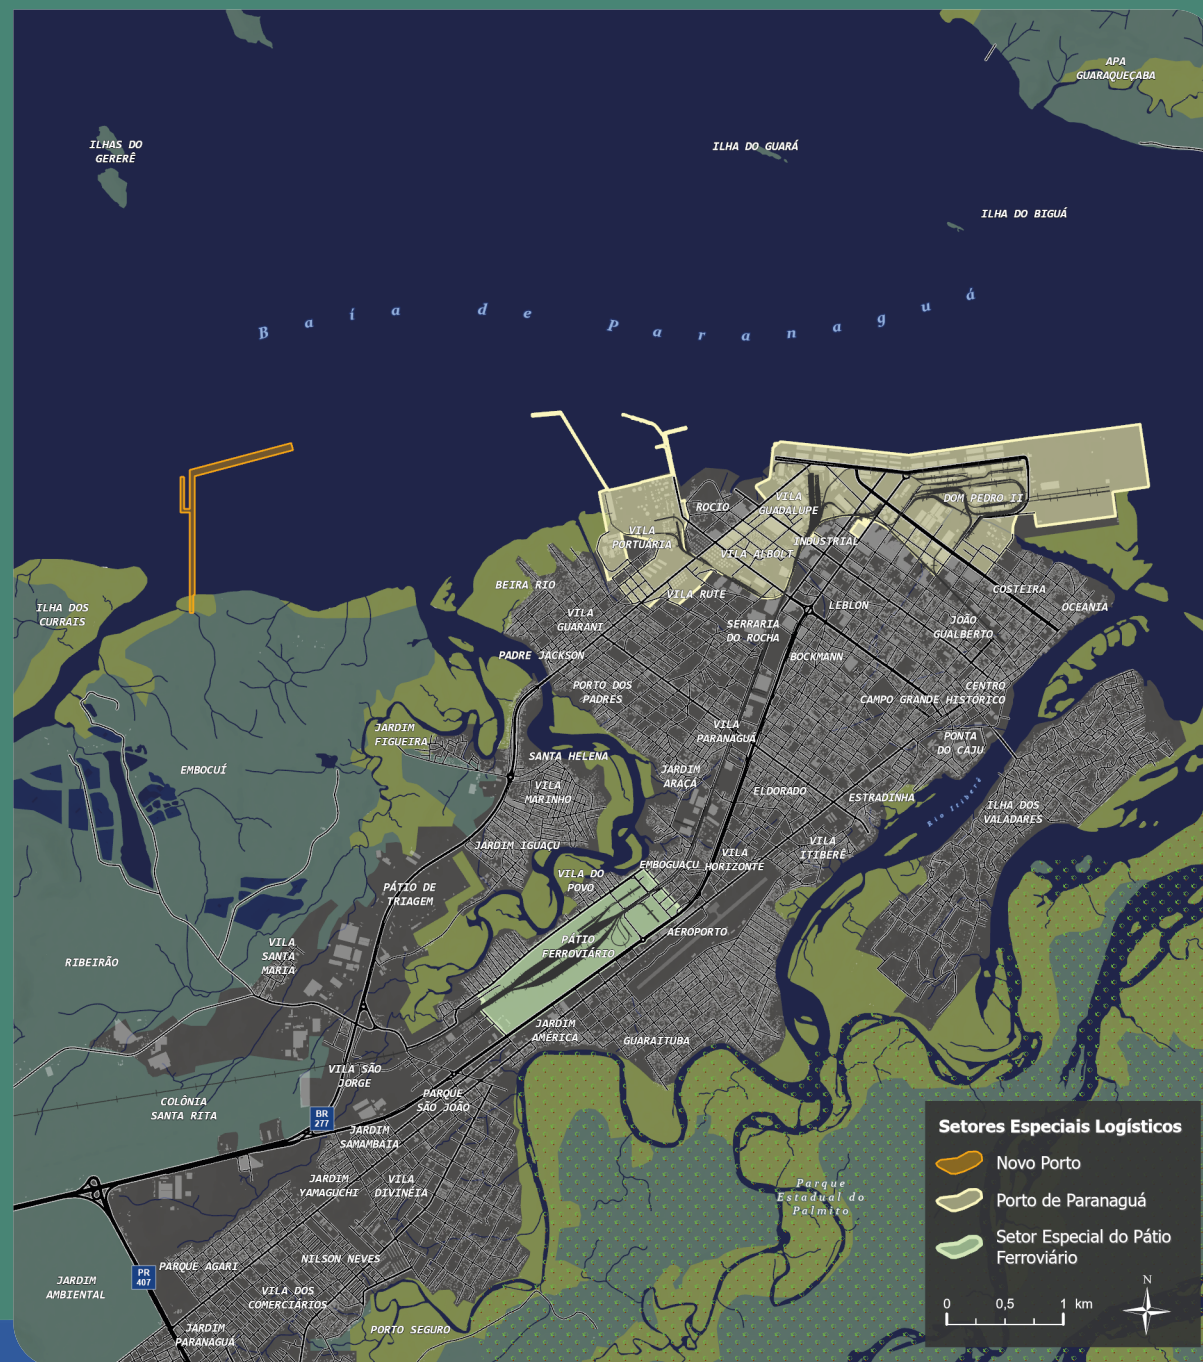 APA
GUARAQUEÇABA
ILHAS DO
GERERÊ
ILHA DO GUARÁ
ILHA DO BIGUÁ
Baía de Paranaguá
ROCIO
VILA
GUADALUPE
DOM PEDRO II
VILA
PORTUÁRIA
INDUSTRIAL
VILA ALBOIT
BEIRA RIO
VILA RUTE
COSTEIRA
ILHA DOS
CURRAIS
VILA
GUARANI
LEBLON
OCEANIA
SERRARIA
DO ROCHA
JOÃO
GUALBERTO
PADRE JACKSON
BOCKMANN
PORTO DOS
PADRES
CENTRO
HISTÓRICO
CAMPO GRANDE
JARDIM
FIGUEIRA
VILA
PARANAGUÁ
PONTA
DO CAJU
SANTA HELENA
EMBOCUÍ
JARDIM
ARAÇÁ
VILA
MARINHO
ELDORADO
ESTRADINHA
Rio Itiberê
ILHA DOS
VALADARES
JARDIM IGUAÇU
VILA
ITIBERÊ
EMBOGUAÇU
VILA
HORIZONTE
VILA DO
POVO
PÁTIO DE
TRIAGEM
AEROPORTO
PÁTIO
FERROVIÁRIO
VILA
SANTA
MARIA
RIBEIRÃO
JARDIM
AMÉRICA
GUARAITUBA
VILA SÃO
JORGE
PARQUE
SÃO JOÃO
COLÔNIA
SANTA RITA
BR
277
JARDIM
SAMAMBAIA
JARDIM
YAMAGUCHI
VILA
DIVINÉIA
Parque
Estadual do
Palmito
NILSON NEVES
PARQUE AGARI
PR
407
JARDIM
AMBIENTAL
VILA DOS
COMERCIÁRIOS
JARDIM
PARANAGUÁ
PORTO SEGURO
Setores Especiais Logísticos
Novo Porto
Porto de Paranaguá
Setor Especial do Pátio
Ferroviário
N
0 0,5 1 km